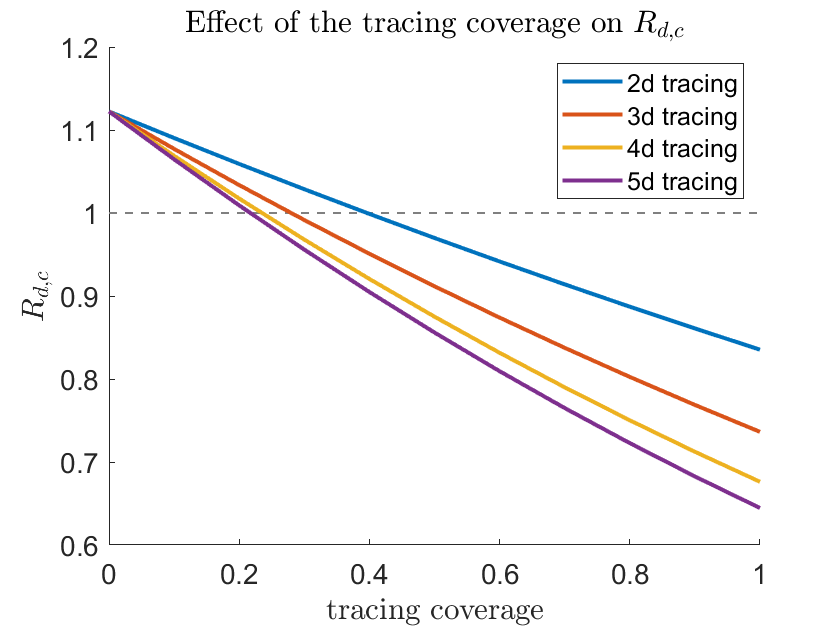 Effect of the tracing coverage on R_{d,c}
1.2
1.1
1
0.9
0.8
0.7
0.6
R_{d,c}
2d tracing
3d tracing
4d tracing
5d tracing
0 0.2 0.4 0.6 0.8 1
tracing coverage